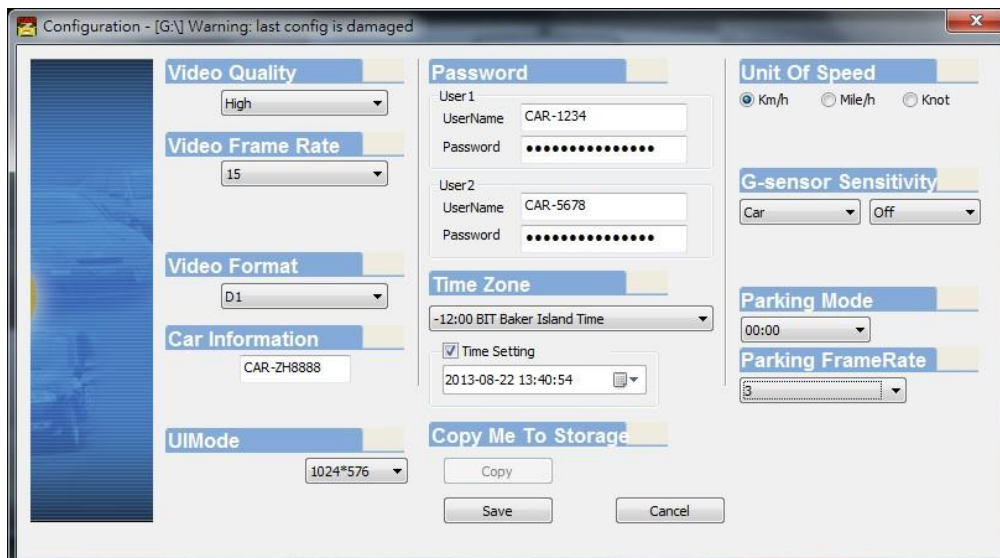 Configuration - [G:\] Warning: last config is damaged
Video Quality
High
Video Frame Rate
15
Video Format
D1
Car Information
CAR-ZH8888
UIMode
1024*576
Password
User1
UserName CAR-1234
Password ●●●●●●●●●●●●●●●
User2
UserName CAR-5678
Password ●●●●●●●●●●●●●●●
Time Zone
-12:00 BIT Baker Island Time
Time Setting
2013-08-22 13:40:54
Copy Me To Storage
Copy
Save Cancel
Unit Of Speed
Km/h Mile/h Knot
G-sensor Sensitivity
Car Off
Parking Mode
00:00
Parking FrameRate
3